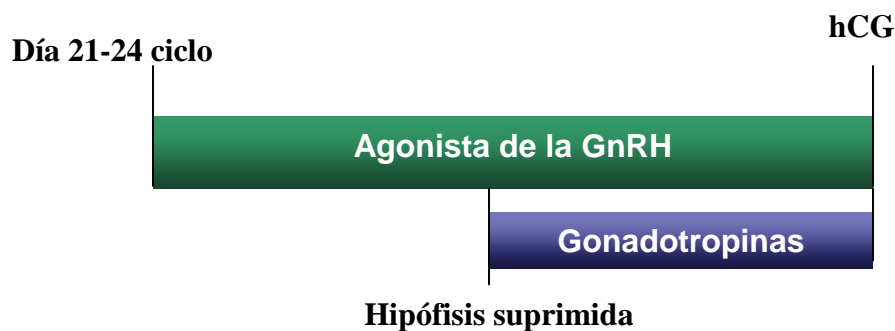 hCG
Día 21-24 ciclo
Agonista de la GnRH
Gonadotropinas
Hipófisis suprimida